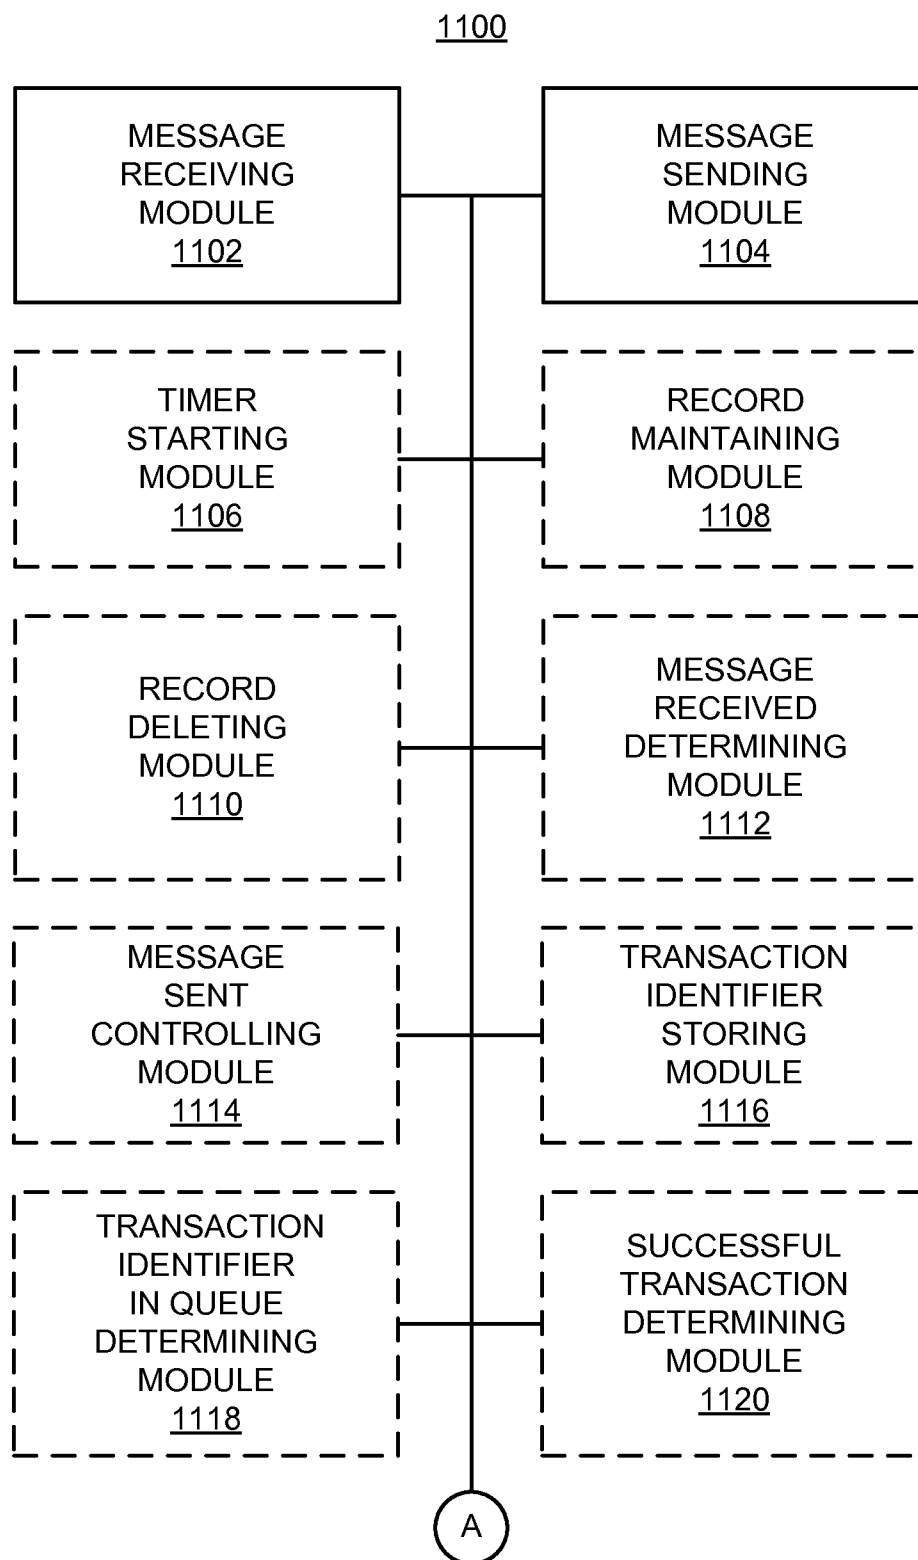 1100
MESSAGE
RECEIVING
MODULE
1102
MESSAGE
SENDING
MODULE
1104
TIMER
STARTING
MODULE
1106
RECORD
MAINTAINING
MODULE
1108
RECORD
DELETING
MODULE
1110
MESSAGE
RECEIVED
DETERMINING
MODULE
1112
MESSAGE
SENT
CONTROLLING
MODULE
1114
TRANSACTION
IDENTIFIER
STORING
MODULE
1116
TRANSACTION
IDENTIFIER
IN QUEUE
DETERMINING
MODULE
1118
SUCCESSFUL
TRANSACTION
DETERMINING
MODULE
1120
A